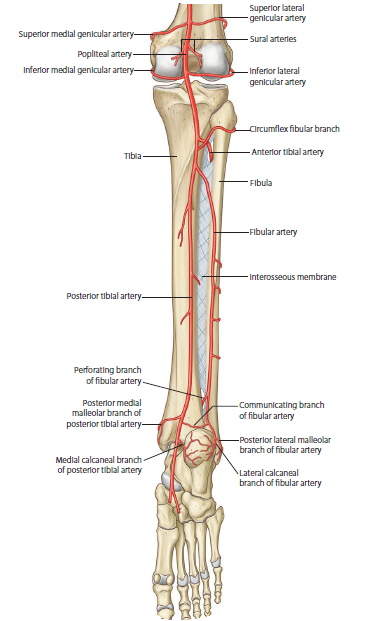 Superior lateral
genicular artery
Superior medial genicular artery
Sural arteries
Popliteal artery
Inferior medial genicular artery
Inferior lateral
genicular artery
Circumflex fibular branch
Tibia
Anterior tibial artery
Fibula
Fibular artery
Interosseous membrane
Posterior tibial artery
Perforating branch
of fibular artery
Posterior medial
malleolar branch of
posterior tibial artery
Communicating branch
of fibular artery
Posterior lateral malleolar
branch of fibular artery
Medial calcaneal branch
of posterior tibial artery
Lateral calcaneal
branch of fibular artery